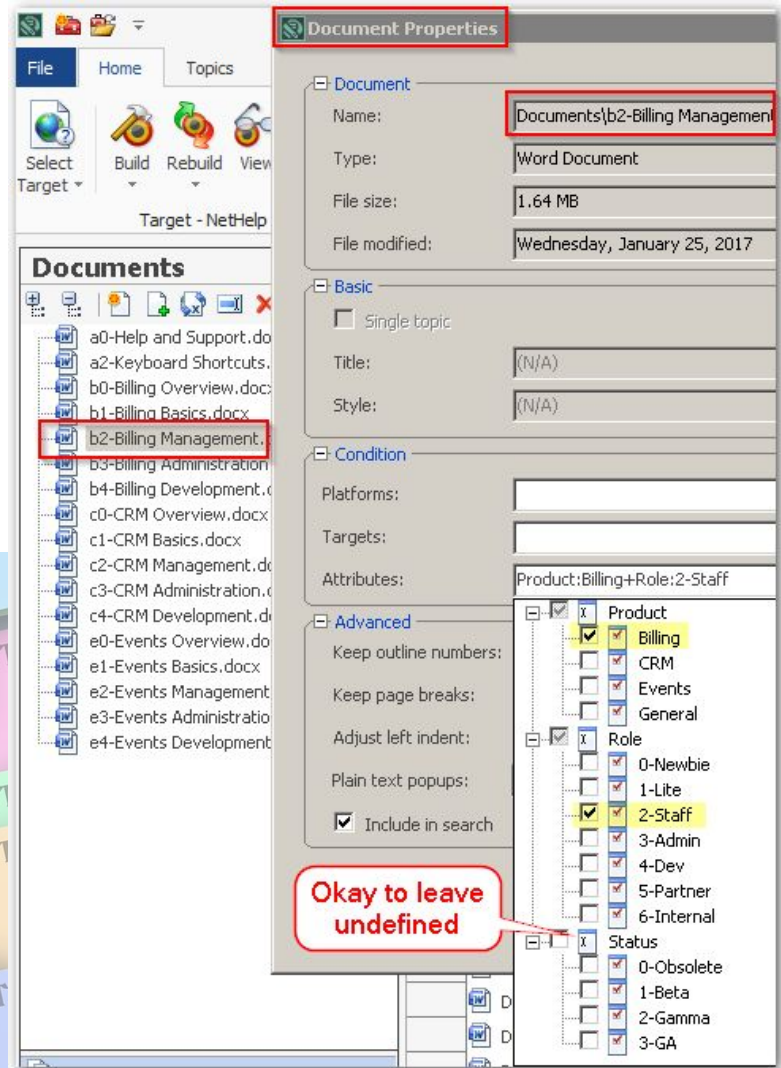 Document Properties
File
Home
Topics
Select
Target
Build
Rebuild
View
Target - NetHelp
Documents
a0-Help and Support.do
a2-Keyboard Shortcuts.
b0-Billing Overview.doc
b1-Billing Basics.docx
b2-Billing Management.
b3-Billing Administration
b4-Billing Development.
c0-CRM Overview.docx
c1-CRM Basics.docx
c2-CRM Management.do
c3-CRM Administration.
c4-CRM Development.d
e0-Events Overview.do
e1-Events Basics.docx
e2-Events Management
e3-Events Administratio
e4-Events Development
Document
Name:
Documents\b2-Billing Management
Type:
Word Document
File size:
1.64 MB
File modified:
Wednesday, January 25, 2017
Basic
Single topic
Title:
(N/A)
Style:
(N/A)
Condition
Platforms:
Targets:
Attributes:
Product:Billing+Role:2-Staff
Advanced
Keep outline numbers:
Keep page breaks:
Adjust left indent:
Plain text popups:
Include in search
Product
Billing
CRM
Events
General
Role
0-Newbie
1-Lite
2-Staff
3-Admin
4-Dev
5-Partner
6-Internal
Status
0-Obsolete
1-Beta
2-Gamma
3-GA
Okay to leave
undefined
D
D